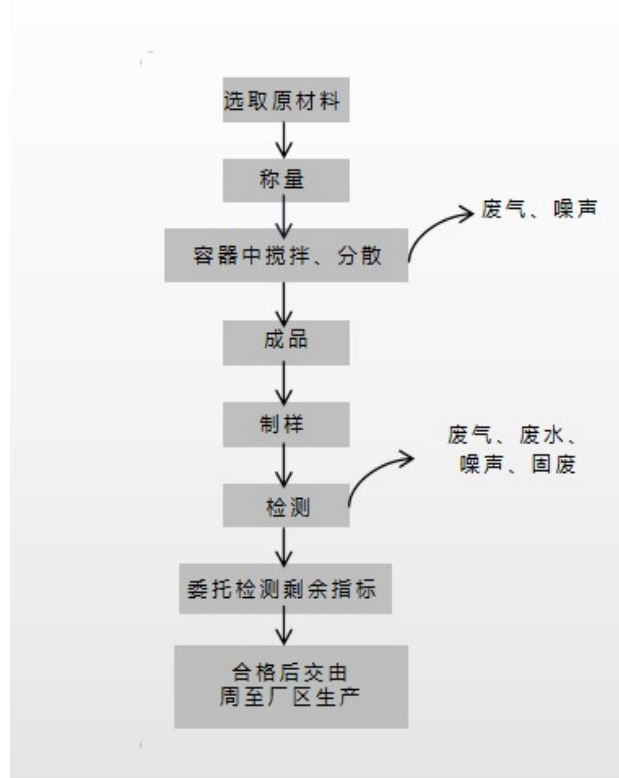 选取原材料
称量
废气、噪声
容器中搅拌、分散
成品
制样
废气、废水、
噪声、固废
检测
委托检测剩余指标
合格后交由
周至厂区生产